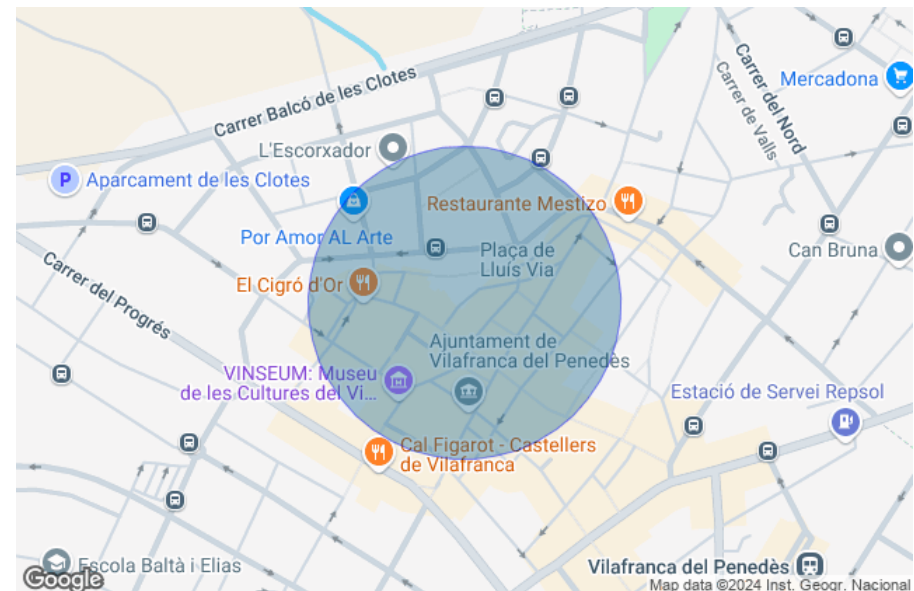 Mercadona
Carrer del Nord
Carrer de Valls
Carrer Balcó de les Clotes
L'Escorxador
P
Aparcament de les Clotes
Restaurante Mestizo
Por Amor AL Arte
Plaça de
Lluís Via
Can Bruna
Carrer del Progrés
El Cigró d'Or
Ajuntament de
Vilafranca del Penedès
VINSEUM: Museu
de les Cultures del Vi...
Estació de Servei Repsol
Cal Figarot - Castellers
de Vilafranca
Escola Baltà i Elias
Vilafranca del Penedès
Google
Map data ©2024 Inst. Geogr. Nacional